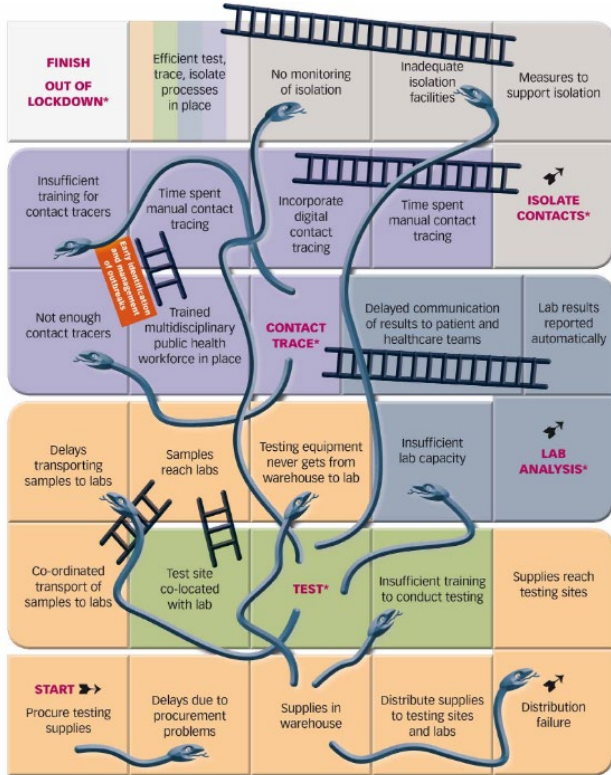 FINISH
OUT OF
LOCKDOWN*
Efficient test,
trace, isolate
processes
in place
No monitoring
of isolation
Inadequate
isolation
facilities
Measures to
support isolation
Insufficient
training for
contact tracers
Time spent
manual contact
tracing
Incorporate
digital
contact
tracing
Time spent
manual contact
tracing
ISOLATE
CONTACTS*
Early identification
and management
of outbreaks
Not enough
contact tracers
Trained
multidisciplinary
public health
workforce in place
CONTACT
TRACE*
Delayed communication
of results to patient and
healthcare teams
Lab results
reported
automatically
Delays
transporting
samples to labs
Samples
reach labs
Testing equipment
never gets from
warehouse to lab
Insufficient
lab capacity
LAB
ANALYSIS*
Co-ordinated
transport of
samples to labs
Test site
co-located
with lab
TEST*
Insufficient training
to conduct testing
Supplies reach
testing sites
START
Procure testing
supplies
Delays due to
procurement
problems
Supplies in
warehouse
Distribute supplies
to testing sites
and labs
Distribution
failure